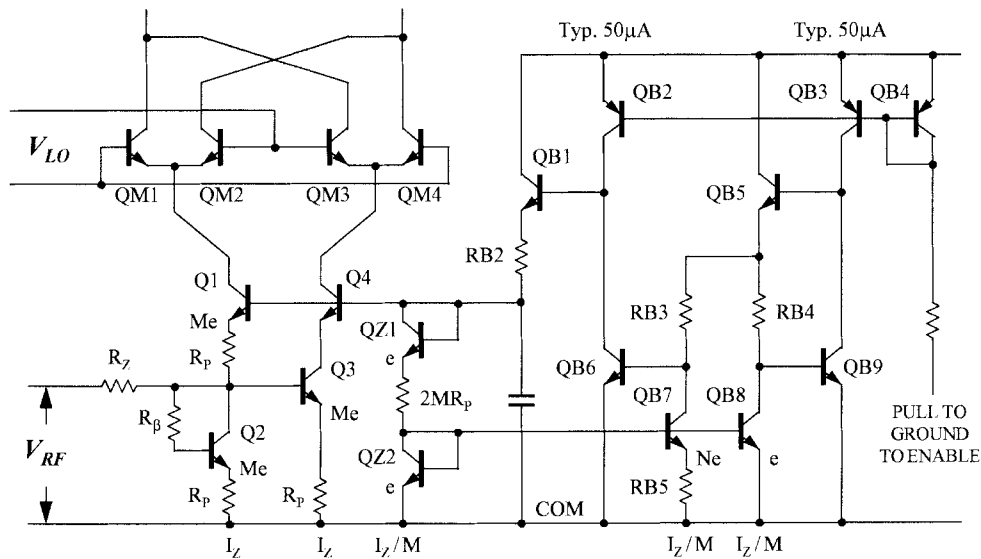 Typ. 50µA
Typ. 50µA
QB2
QB3
QB4
V_LO
QB1
QB5
QM1
QM2
QM3
QM4
RB2
Q1
Q4
Me
QZ1
e
RB3
RB4
R_Z
R_P
Q3
Me
2MR_P
QB6
QB7
QB8
QB9
R_β
Q2
Me
V_RF
QZ2
e
Ne
e
PULL TO
GROUND
TO ENABLE
R_P
R_P
RB5
COM
I_Z
I_Z
I_Z/M
I_Z/M
I_Z/M